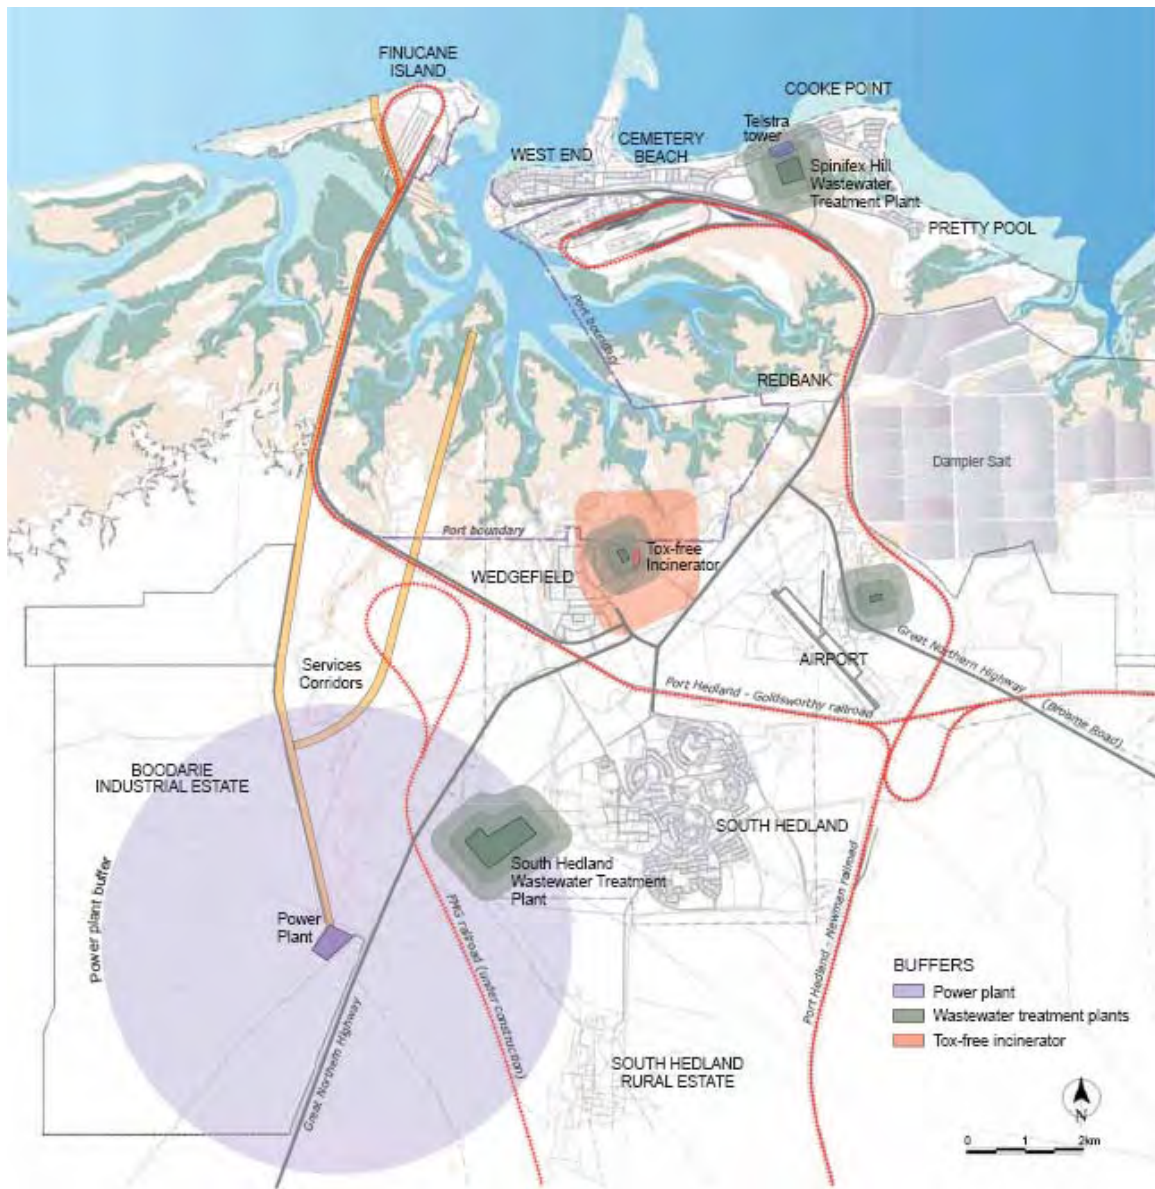 FINUCANE
ISLAND
COOKE POINT
Telstra
tower
CEMETERY
BEACH
WEST END
Spinifex Hill
Wastewater
Treatment Plant
PRETTY POOL
Port boundary
REDBANK
Dampier Salt
Port boundary
Tox-free
Incinerator
WEDGEFIELD
Services
Corridors
AIRPORT
Great Northern Highway
(Broome Road)
Port Hedland - Goldsworthy railroad
BOODARIE
INDUSTRIAL ESTATE
SOUTH HEDLAND
South Hedland
Wastewater Treatment
Plant
Power plant buffer
Power
Plant
FMG railroad (under construction)
Port Hedland - Newman railroad
Great Northern Highway
SOUTH HEDLAND
RURAL ESTATE
BUFFERS
Power plant
Wastewater treatment plants
Tox-free incinerator
N
0 1 2km